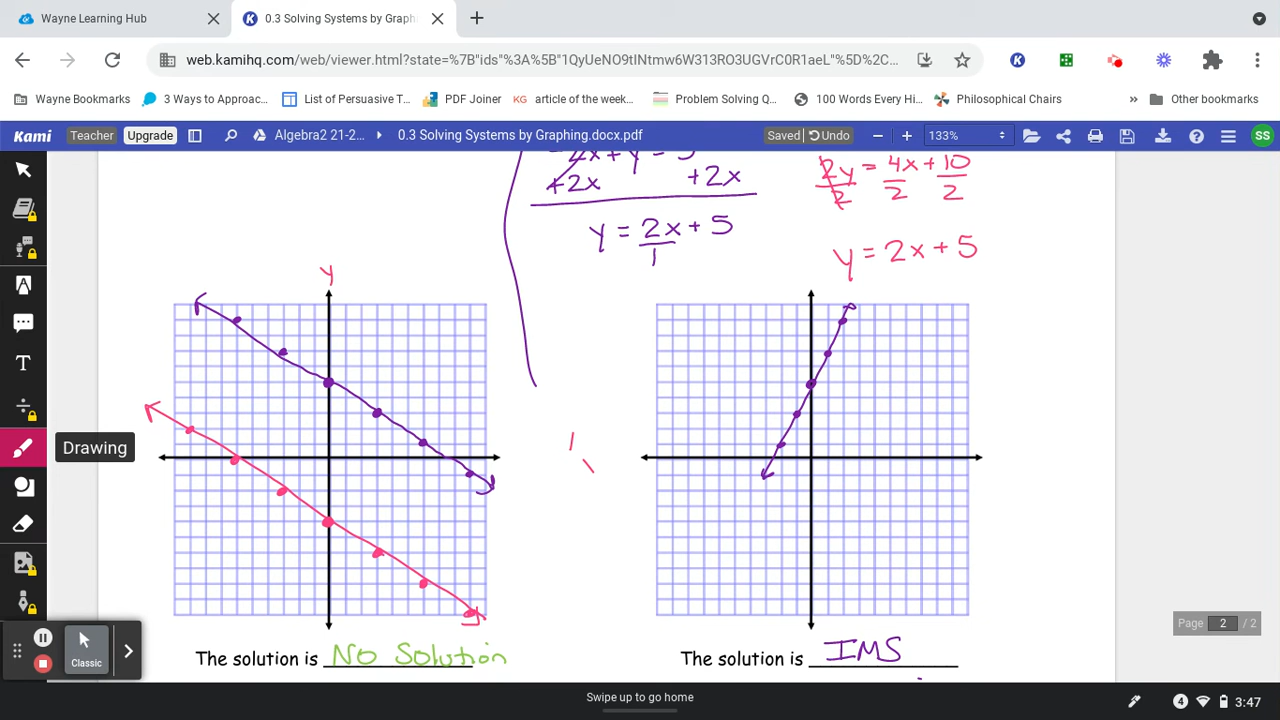 Wayne Learning Hub
0.3 Solving Systems by Graphi
web.kamihq.com/web/viewer.html?state=%7B"ids"%3A%5B"1QyUeNO9tINtmw6W313RO3UGVrC0R1aeL"%5D%2C...
Wayne Bookmarks
3 Ways to Approac...
List of Persuasive T...
PDF Joiner
KG
article of the week...
Problem Solving Q...
100 Words Every Hi...
Philosophical Chairs
»
Other bookmarks
Kami
Teacher
Upgrade
Algebra2 21-2...
0.3 Solving Systems by Graphing.docx.pdf
Saved
Undo
133%
SS
-2x + y = 5
+2x +2x
y = 2x + 5
1
2y = 4x + 10
2 2 2
y = 2x + 5
y
Drawing
The solution is No Solution
The solution is IMS
Page 2 / 2
Classic
Swipe up to go home
4
3:47